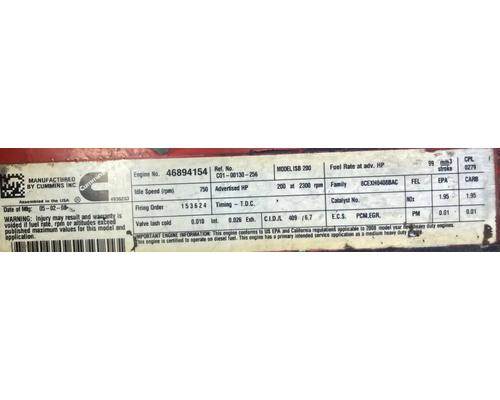 MANUFACTURED
BY CUMMINS INC
Cummins
4936283
Assembled in the USA
Date of Mfg. 05-02-08
WARNING: Injury may result and warranty is
voided if fuel rate, rpm or altitudes exceed
published maximum values for this model and
application.
Engine No. 46894154 Ref. No.
C01-00130-256 MODEL ISB 200 Fuel Rate at adv. HP 99 mm3
stroke CPL
0279
Idle Speed (rpm) 750 Advertised HP 200 at 2300 rpm Family 8CEXH0408BAC FEL EPA CARB
Firing Order 153624 Timing - T.D.C. Catalyst No. NOx 1.95 1.95
Valve lash cold 0.010 Int. 0.026 Exh. C.I.D./L 409 / 6.7 E.C.S. PCM,EGR, PM 0.01 0.01
IMPORTANT ENGINE INFORMATION: This engine conforms to US EPA and California regulations applicable to 2008 model year heavy duty engines.
This engine is certified to operate on diesel fuel. This engine has a primary intended service application as a medium heavy duty engine.